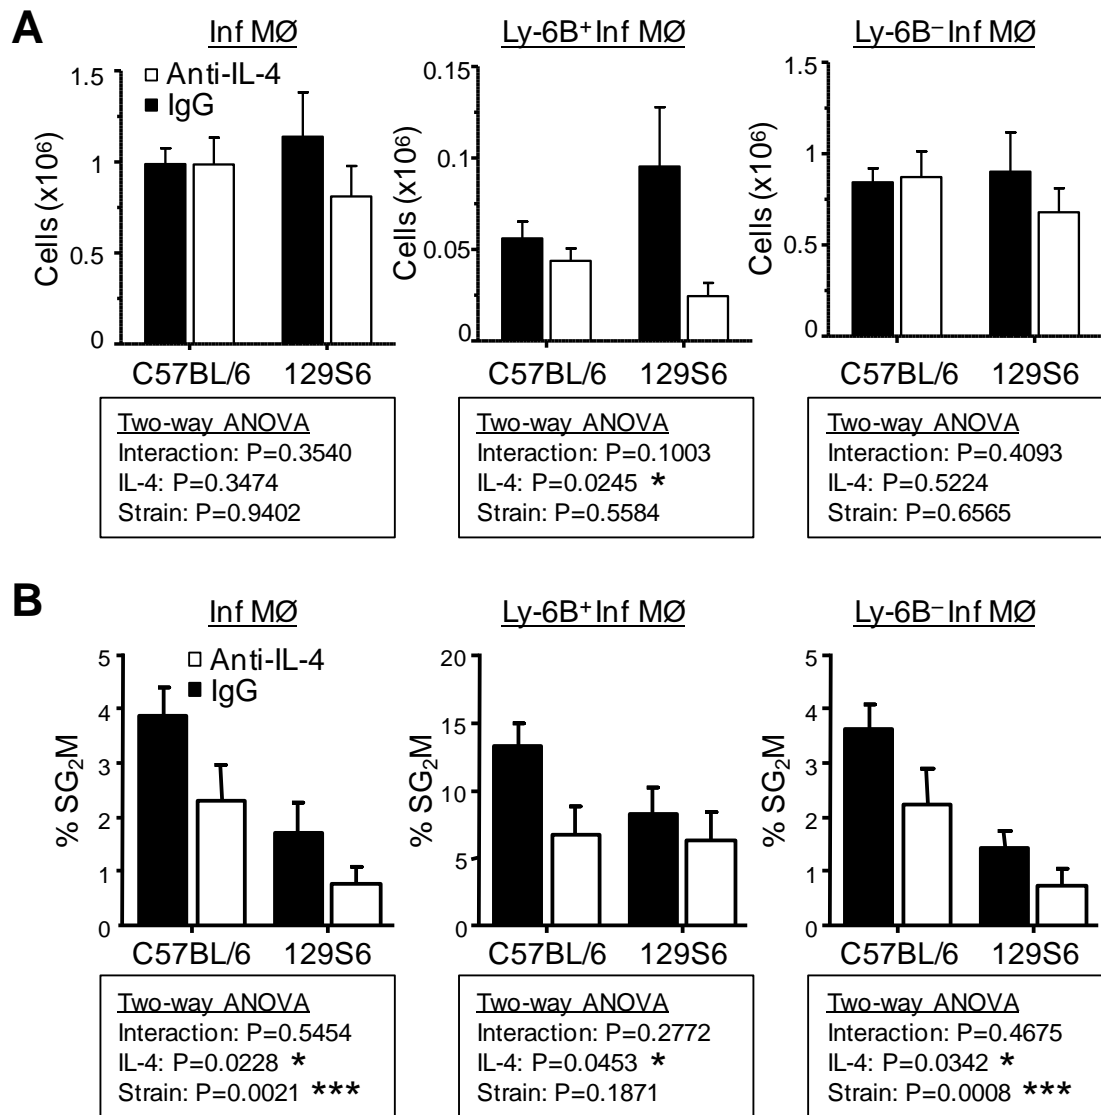 A
Inf MØ
Ly-6B⁺Inf MØ
Ly-6B⁻Inf MØ
Cells (x10⁶)
1.5
1
0.5
0
Anti-IL-4
IgG
C57BL/6 129S6
Cells (x10⁶)
0.15
0.1
0.05
0
C57BL/6 129S6
Cells (x10⁶)
1.5
1
0.5
0
C57BL/6 129S6
Two-way ANOVA
Interaction: P=0.3540
IL-4: P=0.3474
Strain: P=0.9402
Two-way ANOVA
Interaction: P=0.1003
IL-4: P=0.0245 *
Strain: P=0.5584
Two-way ANOVA
Interaction: P=0.4093
IL-4: P=0.5224
Strain: P=0.6565
B
Inf MØ
Ly-6B⁺Inf MØ
Ly-6B⁻Inf MØ
% SG₂M
5
4
3
2
1
0
Anti-IL-4
IgG
C57BL/6 129S6
% SG₂M
20
15
10
5
0
C57BL/6 129S6
% SG₂M
5
4
3
2
1
0
C57BL/6 129S6
Two-way ANOVA
Interaction: P=0.5454
IL-4: P=0.0228 *
Strain: P=0.0021 ***
Two-way ANOVA
Interaction: P=0.2772
IL-4: P=0.0453 *
Strain: P=0.1871
Two-way ANOVA
Interaction: P=0.4675
IL-4: P=0.0342 *
Strain: P=0.0008 ***